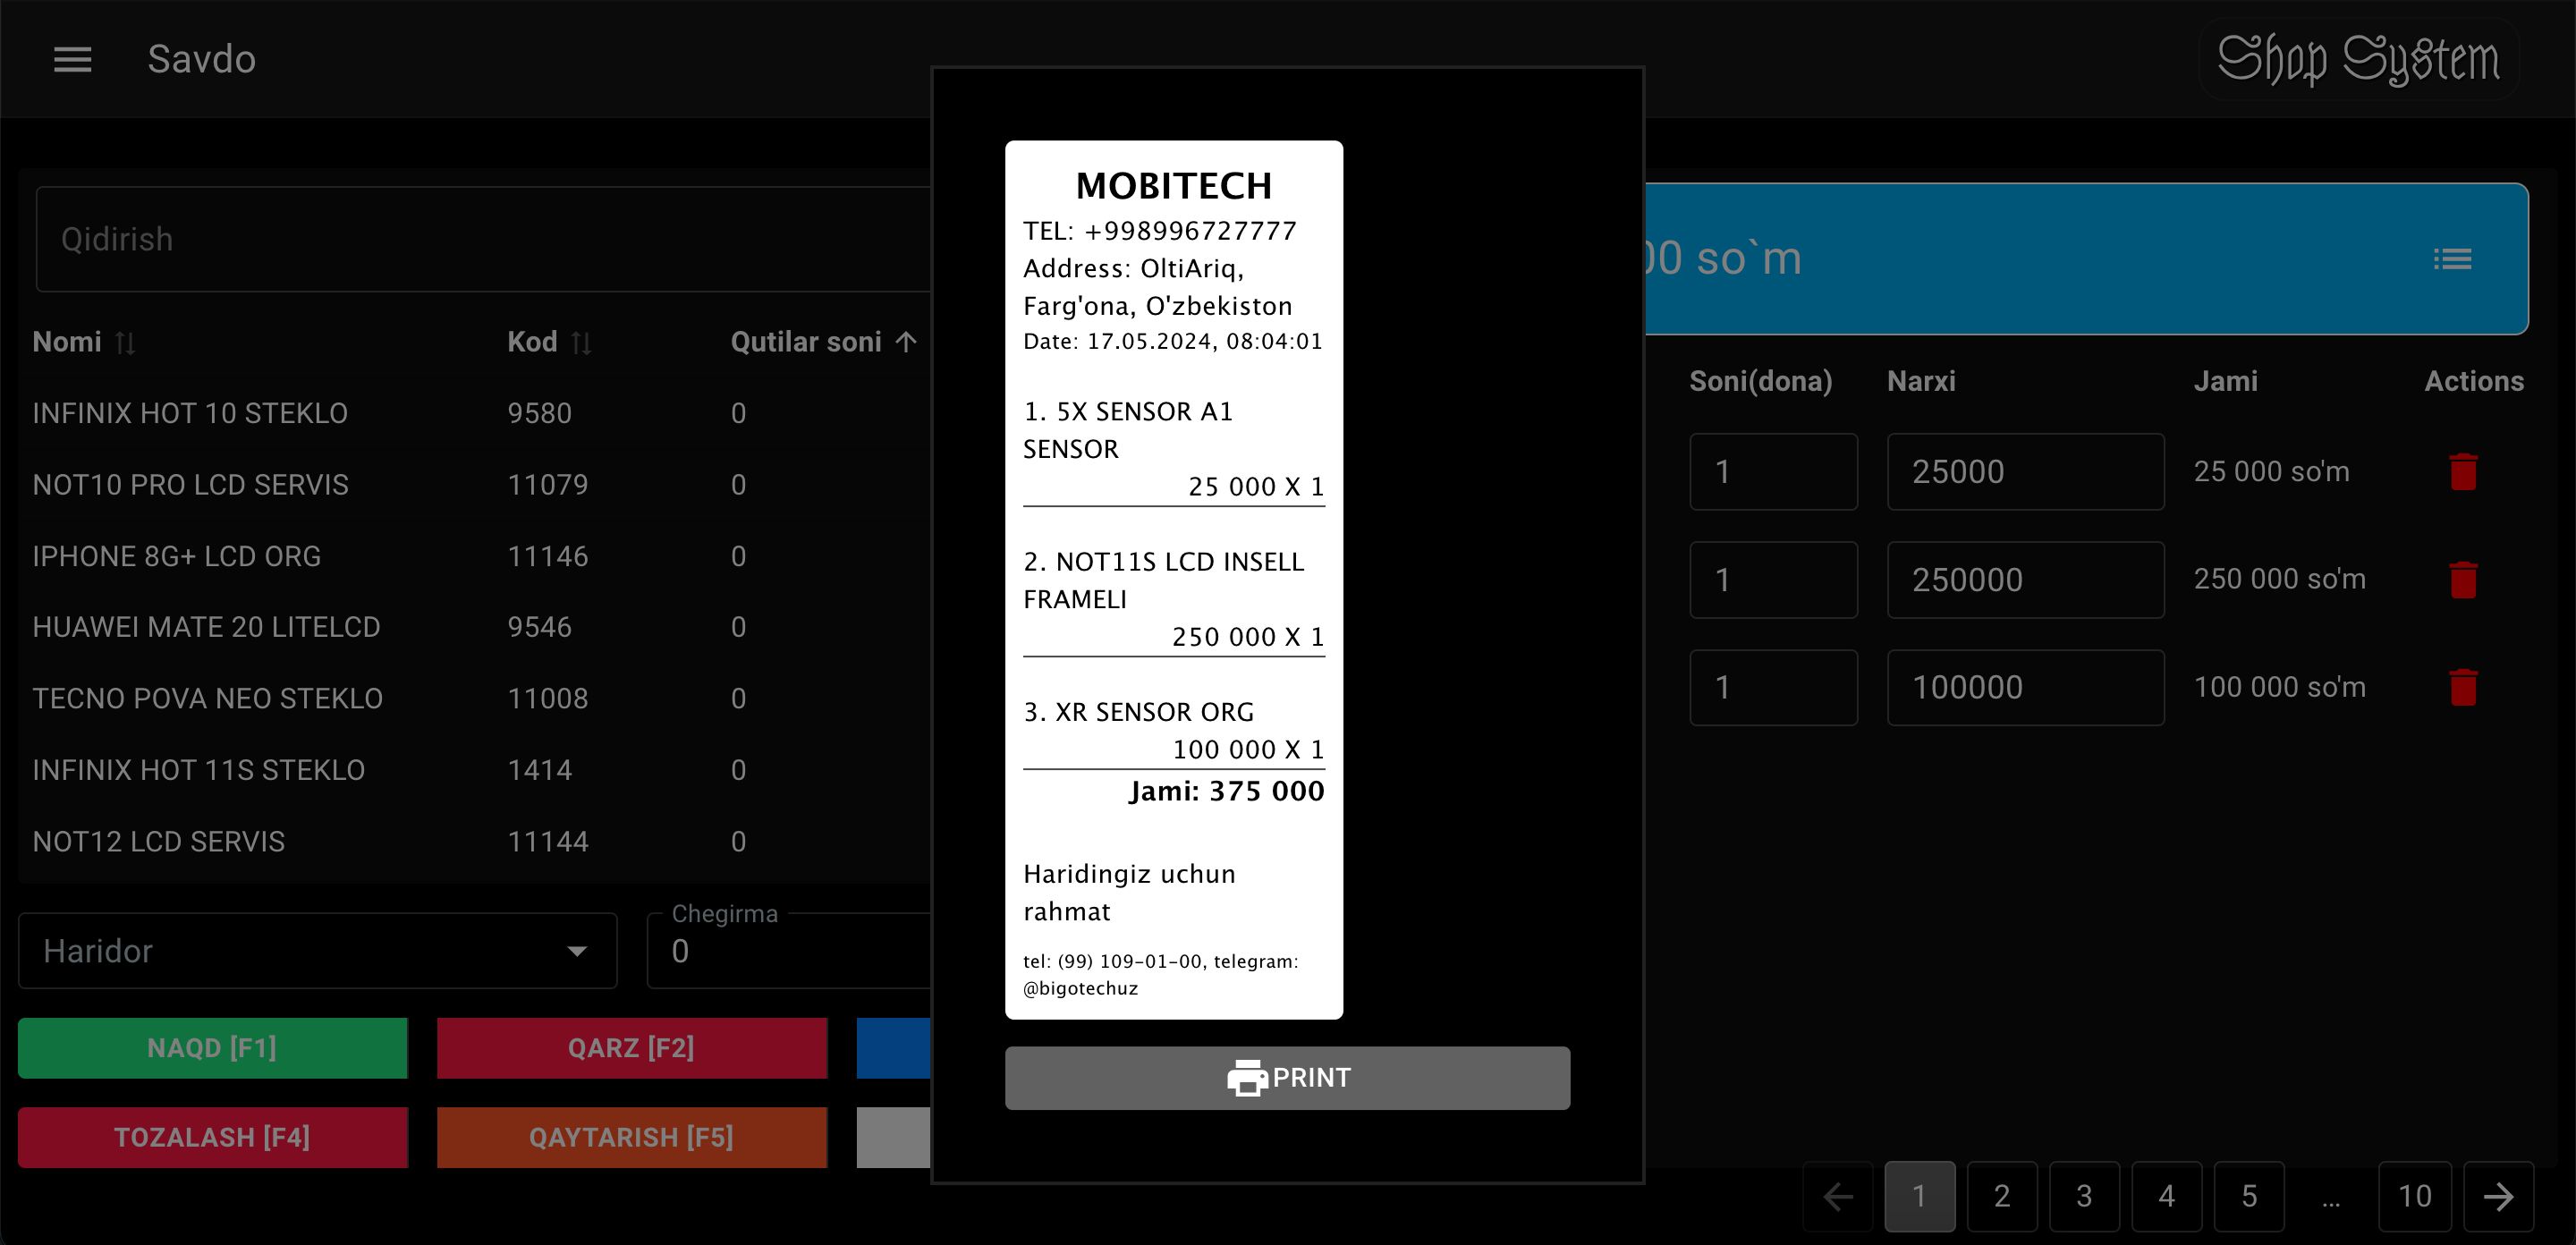 Savdo
Shop System
Qidirish
Nomi Kod Qutilar soni
INFINIX HOT 10 STEKLO 9580 0
NOT10 PRO LCD SERVIS 11079 0
IPHONE 8G+ LCD ORG 11146 0
HUAWEI MATE 20 LITELCD 9546 0
TECNO POVA NEO STEKLO 11008 0
INFINIX HOT 11S STEKLO 1414 0
NOT12 LCD SERVIS 11144 0
Haridor
Chegirma
0
NAQD [F1] QARZ [F2]
TOZALASH [F4] QAYTARISH [F5]
MOBITECH
TEL: +998996727777
Address: OltiAriq,
Farg'ona, O'zbekiston
Date: 17.05.2024, 08:04:01
1. 5X SENSOR A1
SENSOR
25 000 X 1
2. NOT11S LCD INSELL
FRAMELI
250 000 X 1
3. XR SENSOR ORG
100 000 X 1
Jami: 375 000
Haridingiz uchun
rahmat
tel: (99) 109-01-00, telegram:
@bigotechuz
PRINT
00 so`m
Soni(dona) Narxi Jami Actions
1 25000 25 000 so'm
1 250000 250 000 so'm
1 100000 100 000 so'm
1 2 3 4 5 ... 10